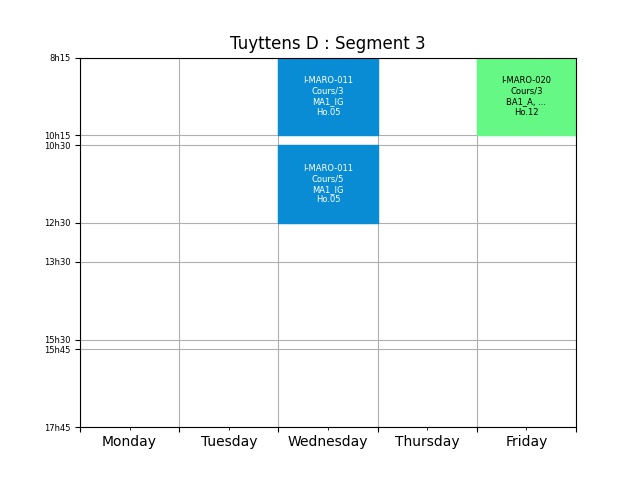 Tuyttens D : Segment 3
8h15
10h15
10h30
12h30
13h30
15h30
15h45
17h45
I-MARO-011
Cours/3
MA1_IG
Ho.05
I-MARO-011
Cours/5
MA1_IG
Ho.05
I-MARO-020
Cours/3
BA1_A, ...
Ho.12
Monday
Tuesday
Wednesday
Thursday
Friday